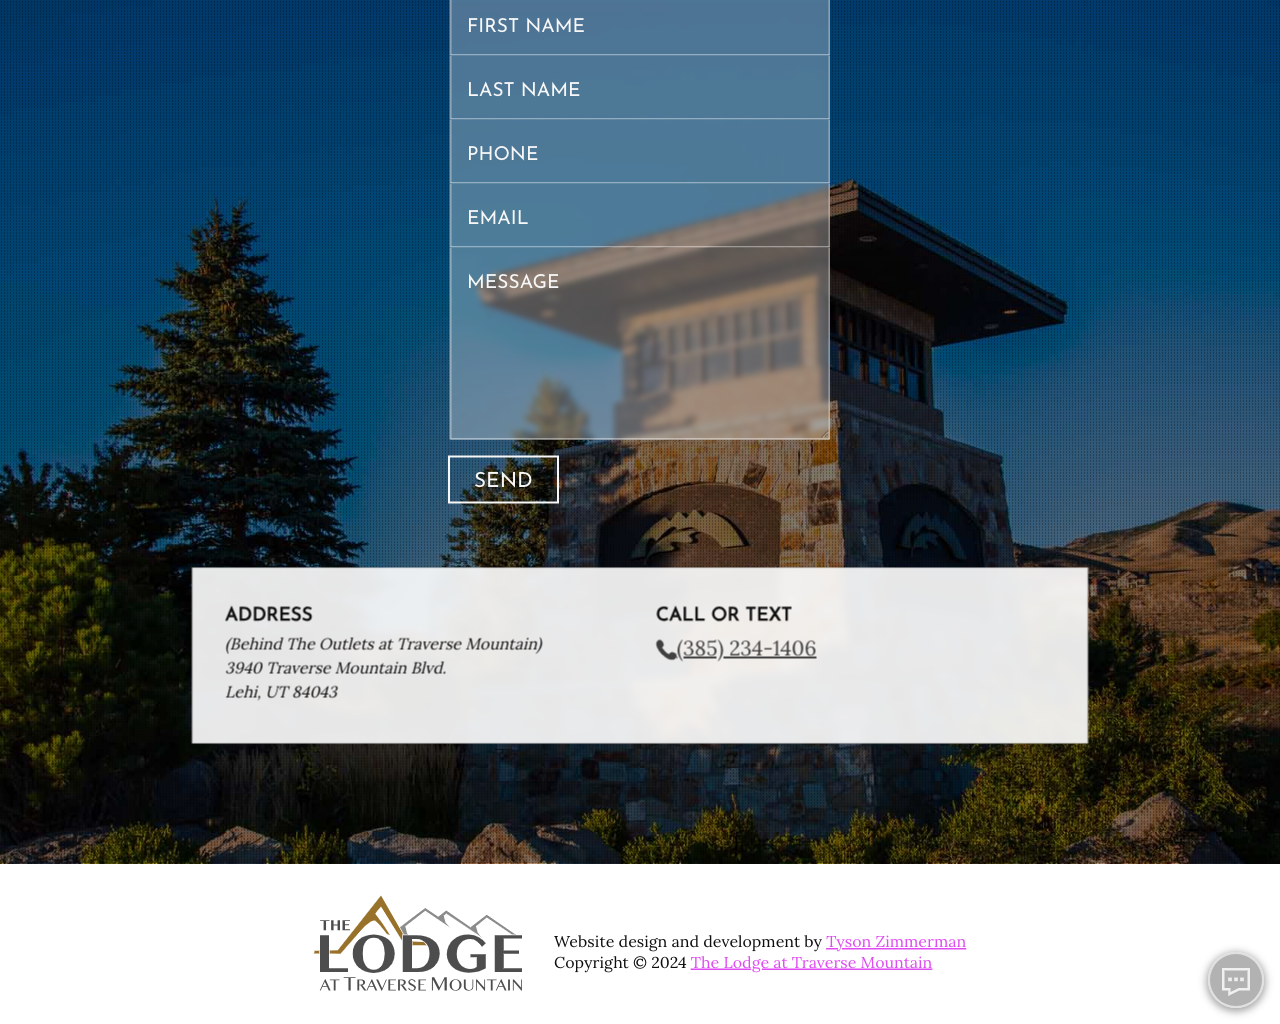 FIRST NAME
LAST NAME
PHONE
EMAIL
MESSAGE
SEND
ADDRESS
(Behind The Outlets at Traverse Mountain)
3940 Traverse Mountain Blvd.
Lehi, UT 84043
CALL OR TEXT
(385) 234-1406
THE
LODGE
AT TRAVERSE MOUNTAIN
Website design and development by Tyson Zimmerman
Copyright © 2024 The Lodge at Traverse Mountain